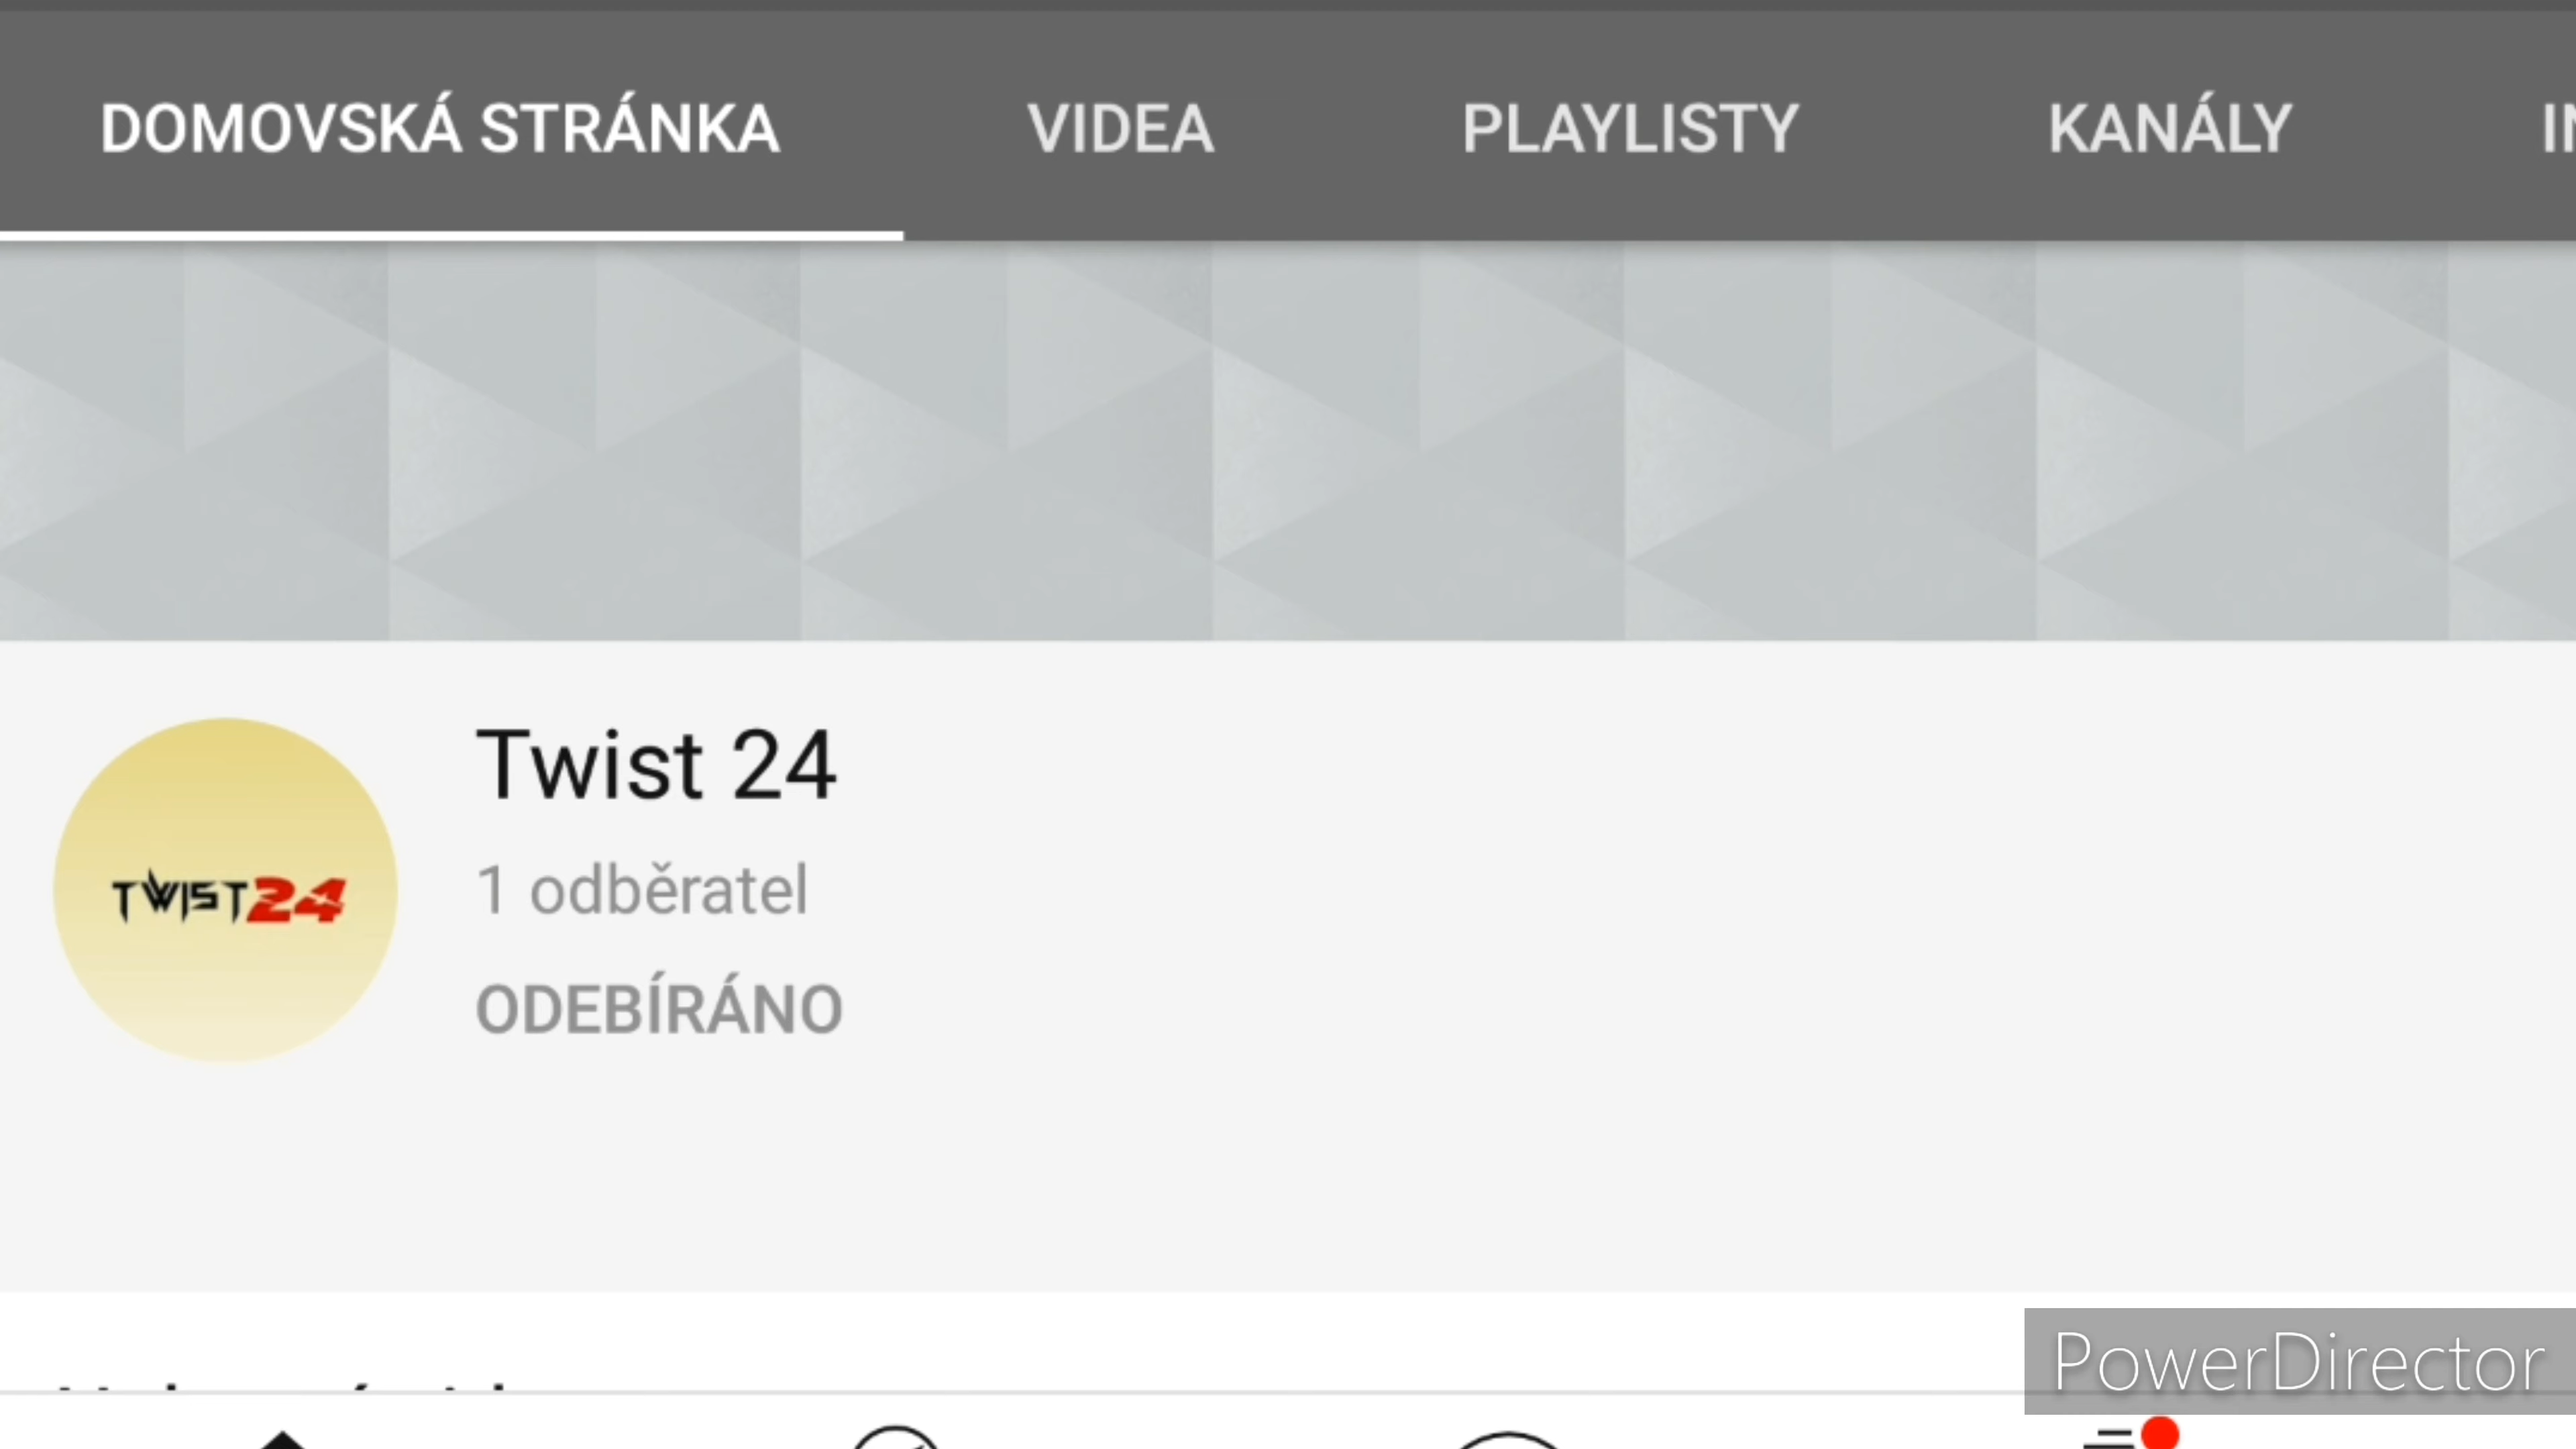 DOMOVSKÁ STRÁNKA VIDEA PLAYLISTY KANÁLY
Twist 24
TWIST24
1 odběratel
ODEBÍRÁNO
PowerDirector